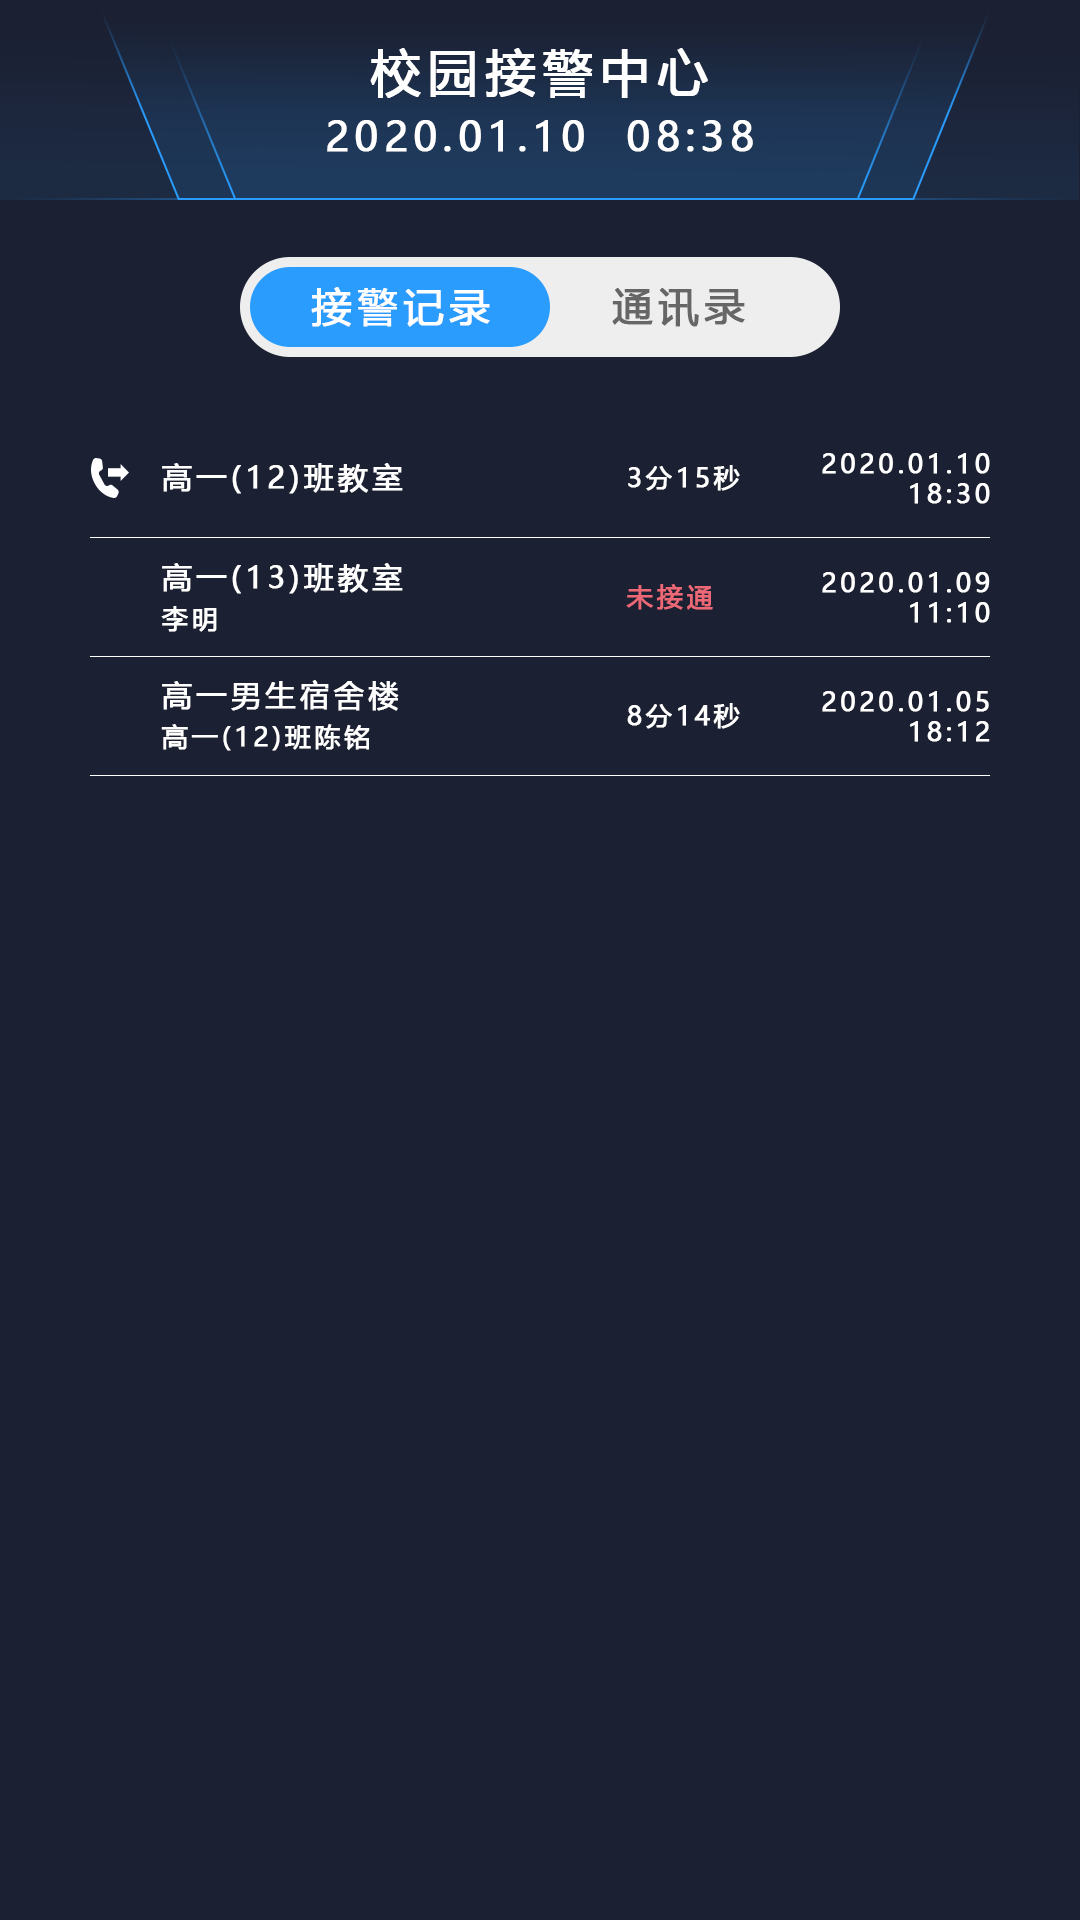 校园接警中心
2020.01.10 08:38
接警记录 通讯录
高一(12)班教室 3分15秒 2020.01.10
18:30
高一(13)班教室
李明
未接通
2020.01.09
11:10
高一男生宿舍楼
高一(12)班陈铭
8分14秒
2020.01.05
18:12